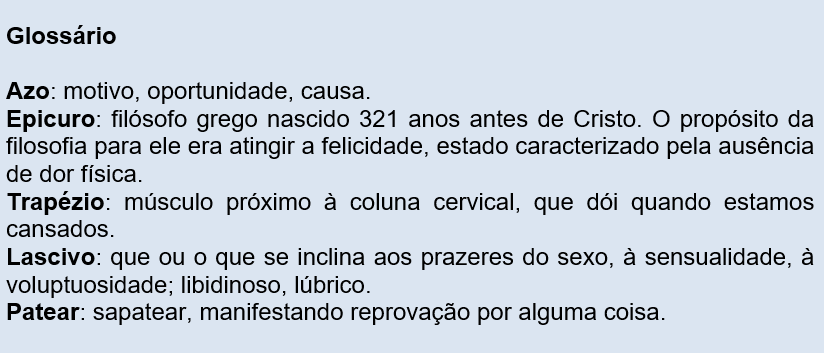 Glossário
Azo: motivo, oportunidade, causa.
Epicuro: filósofo grego nascido 321 anos antes de Cristo. O propósito da
filosofia para ele era atingir a felicidade, estado caracterizado pela ausência
de dor física.
Trapézio: músculo próximo à coluna cervical, que dói quando estamos
cansados.
Lascivo: que ou o que se inclina aos prazeres do sexo, à sensualidade, à
voluptuosidade; libidinoso, lúbrico.
Patear: sapatear, manifestando reprovação por alguma coisa.